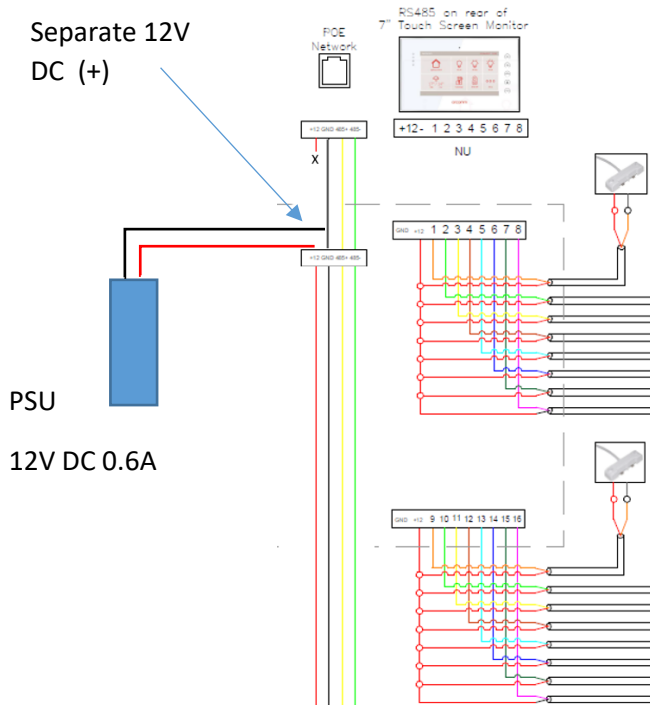 Separate 12V
DC (+)
POE
Network
RS485 on rear of
7" Touch Screen Monitor
+12 GND 485+ 485-
X
+12- 1 2 3 4 5 6 7 8
NU
GND +12 1 2 3 4 5 6 7 8
+12 GND 485+ 485-
PSU
12V DC 0.6A
GND +12 9 10 11 12 13 14 15 16